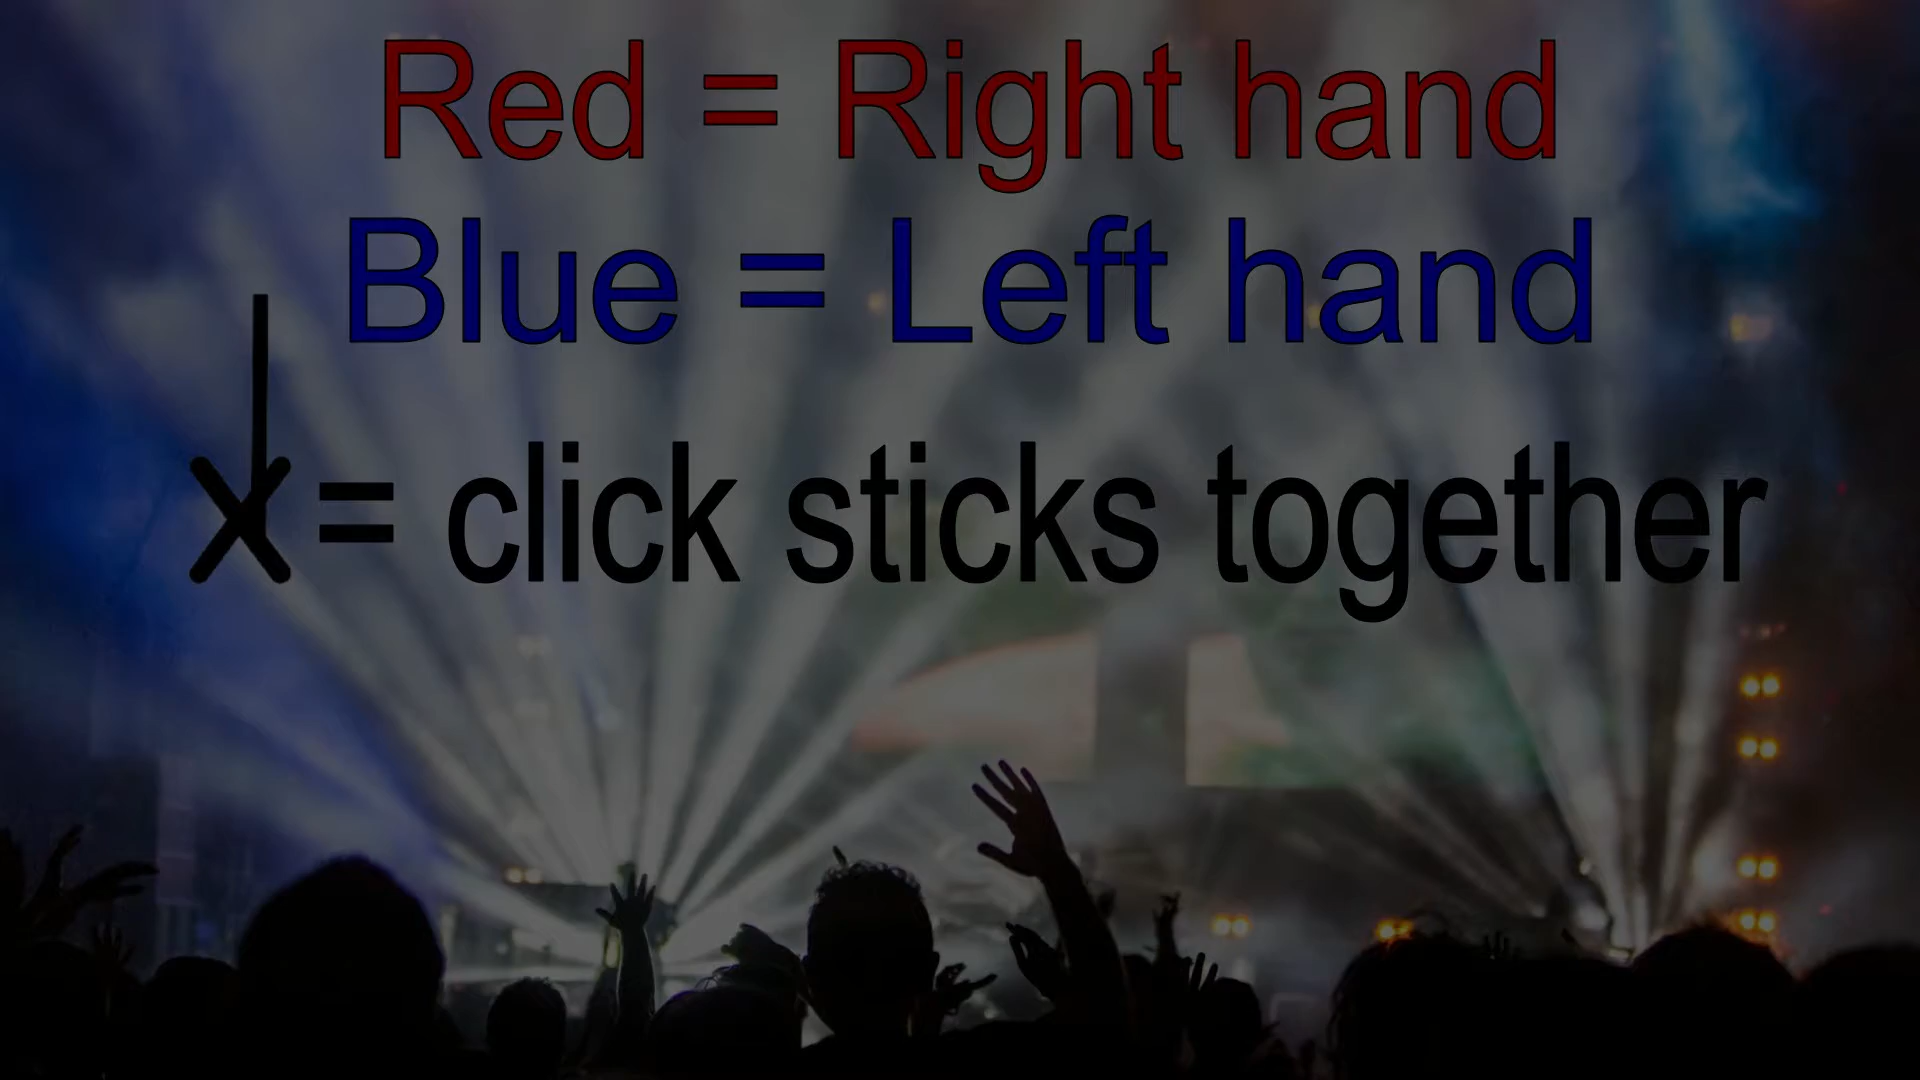 Red = Right hand
Blue = Left hand
= click sticks together